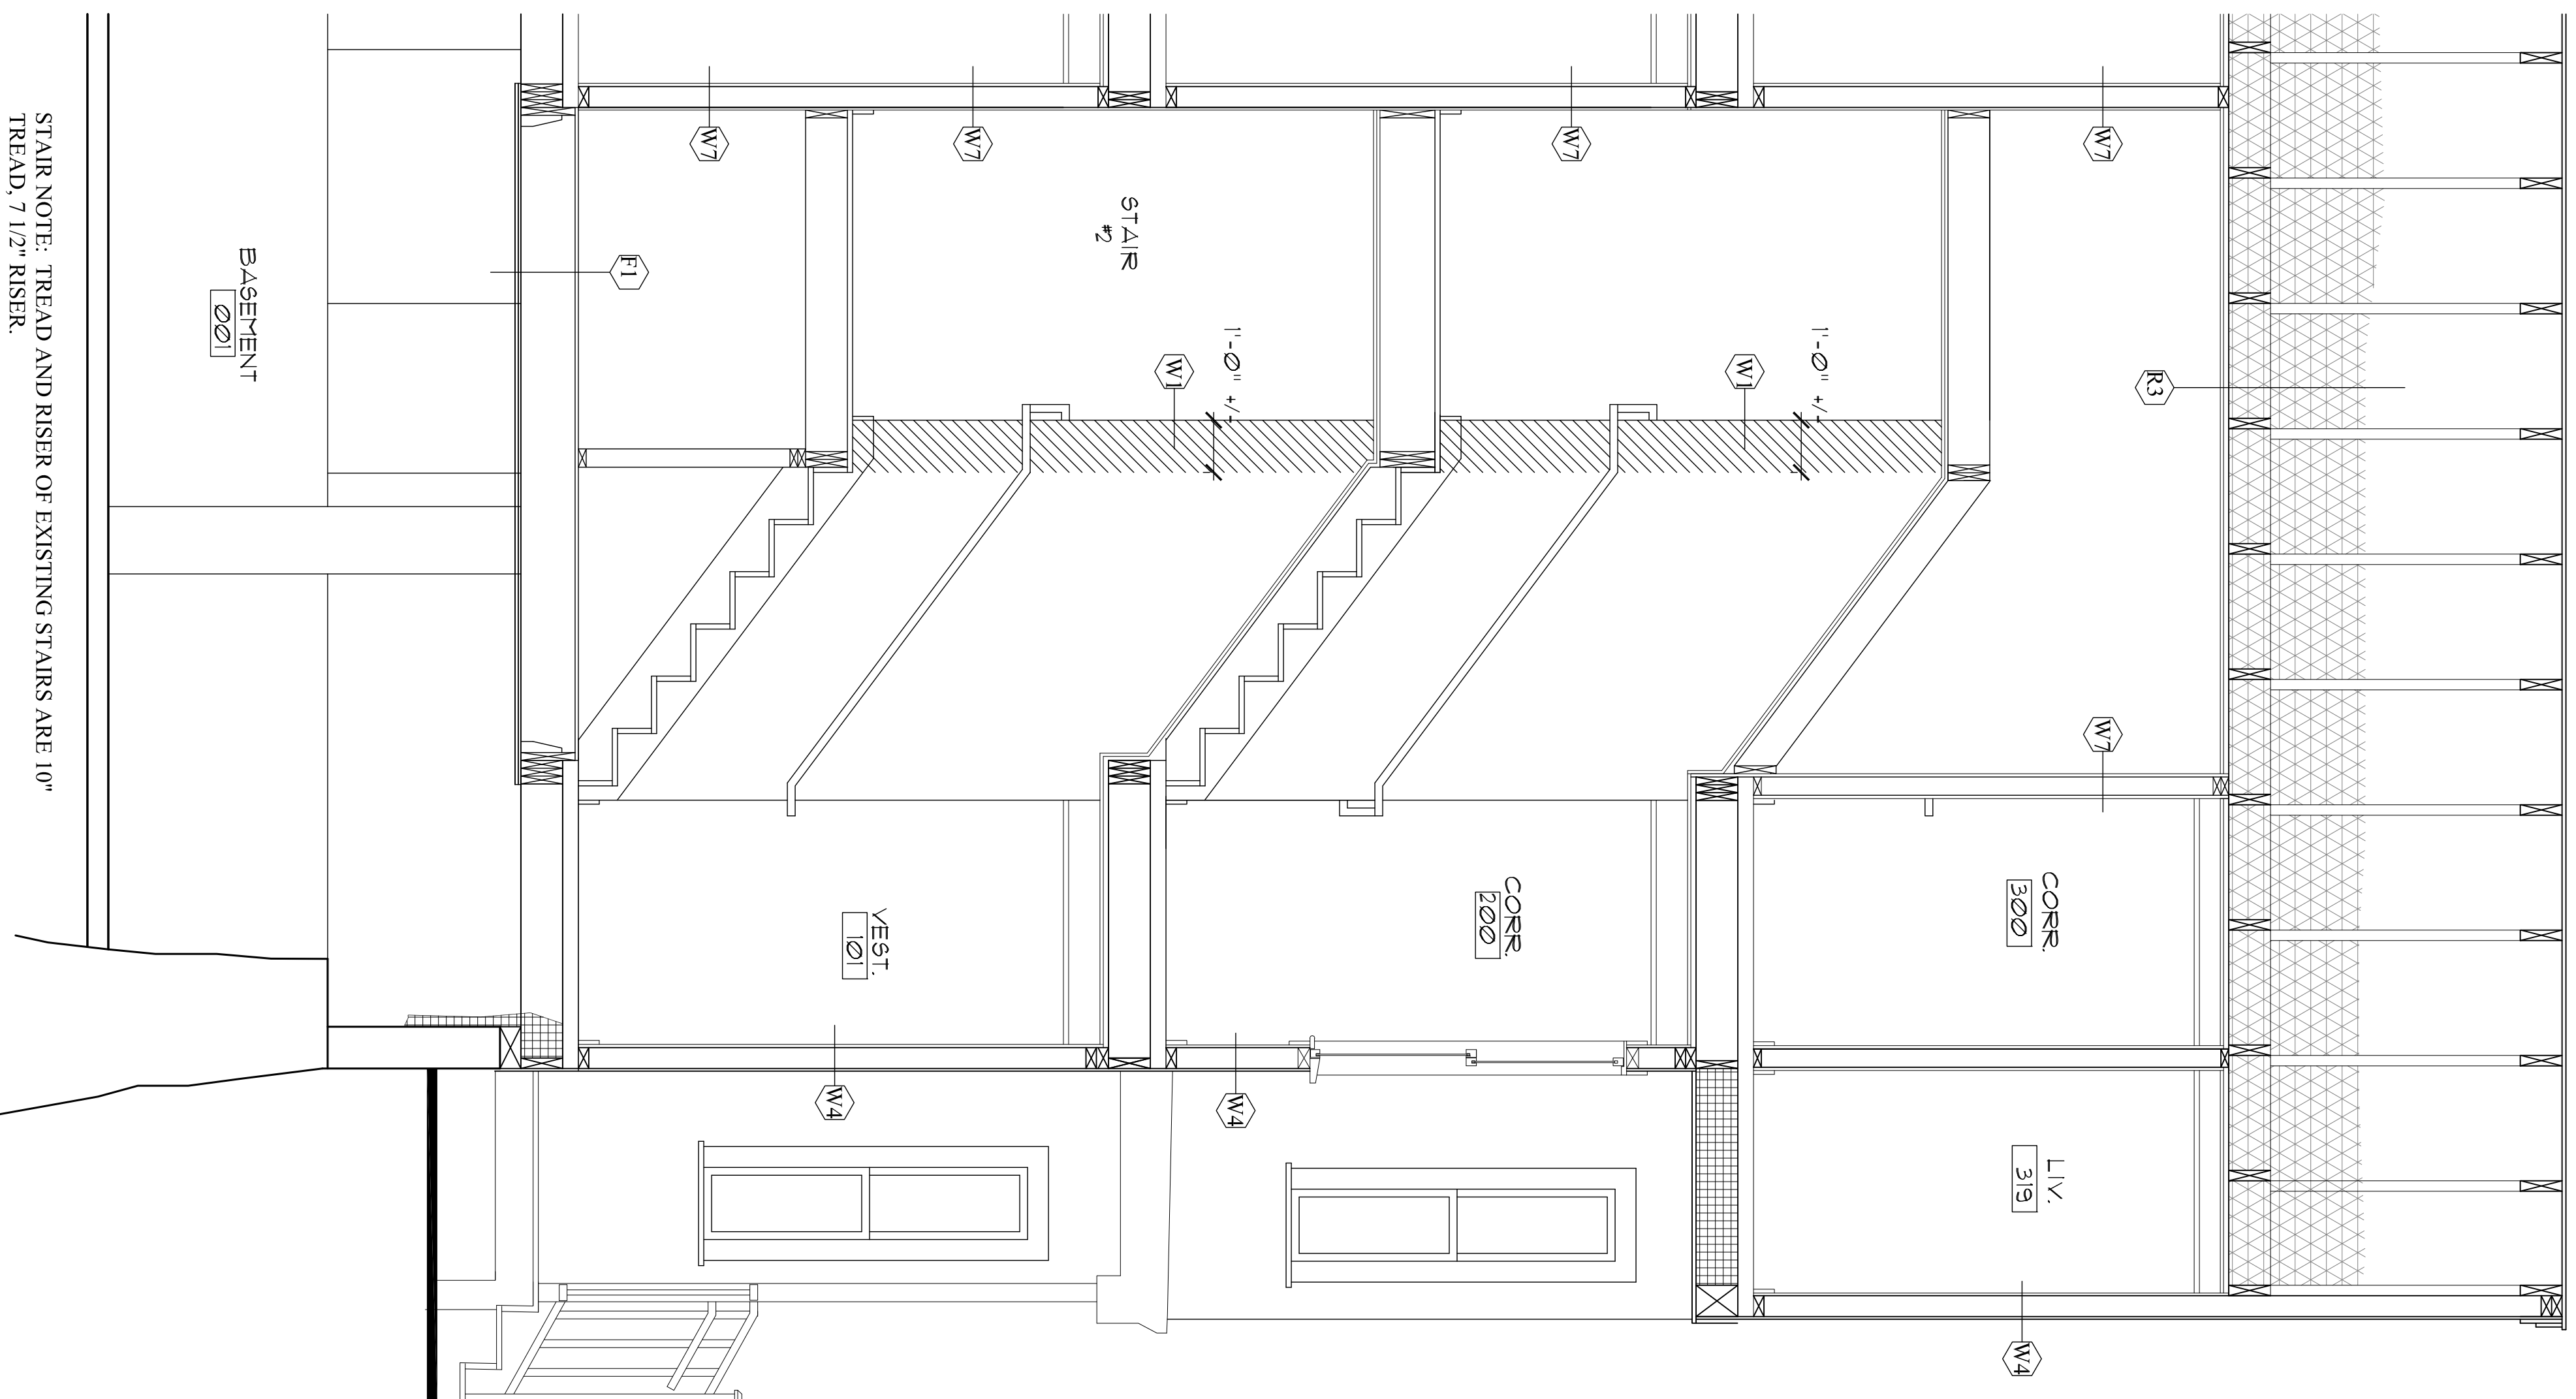 R3
W7
W7
CORR.
300
LIV.
319
W4
1'-0" +/-
W1
W7
CORR.
200
W4
1'-0" +/-
W1
STAIR
#2
W7
VEST.
101
W4
W7
F1
BASEMENT
001
STAIR NOTE: TREAD AND RISER OF EXISTING STAIRS ARE 10"
TREAD, 7 1/2" RISER.